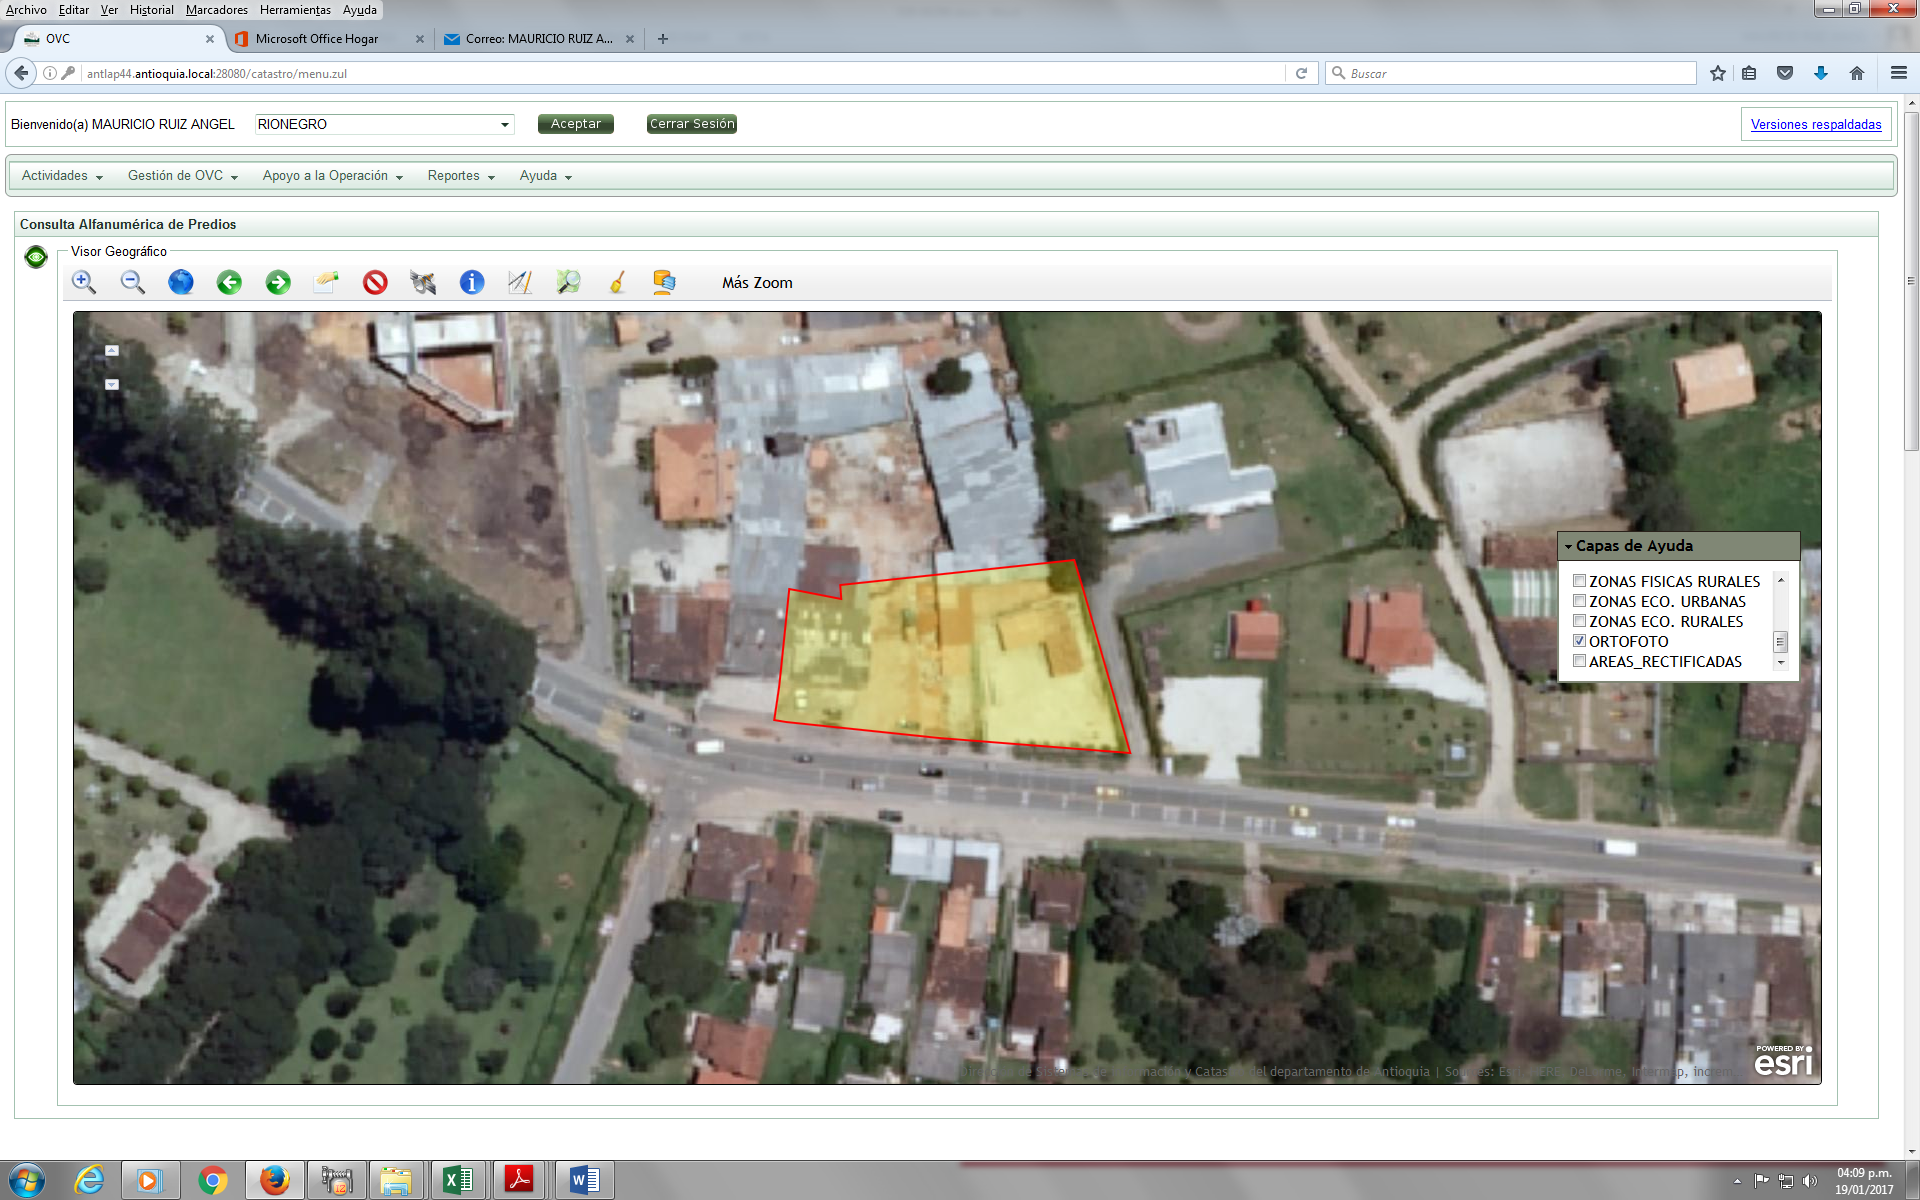 Archivo Editar Ver Historial Marcadores Herramientas Ayuda
OVC
Microsoft Office Hogar
Correo: MAURICIO RUIZ A...
antlap44.antioquia.local:28080/catastro/menu.zul
Buscar
Bienvenido(a) MAURICIO RUIZ ANGEL
RIONEGRO
Aceptar
Cerrar Sesión
Versiones respaldadas
Actividades Gestión de OVC Apoyo a la Operación Reportes Ayuda
Consulta Alfanumérica de Predios
Visor Geográfico
Más Zoom
Capas de Ayuda
ZONAS FISICAS RURALES
ZONAS ECO. URBANAS
ZONAS ECO. RURALES
ORTOFOTO
AREAS_RECTIFICADAS
POWERED BY
esri
de y del departamento de Antioquia |
04:09 p.m.
19/01/2017